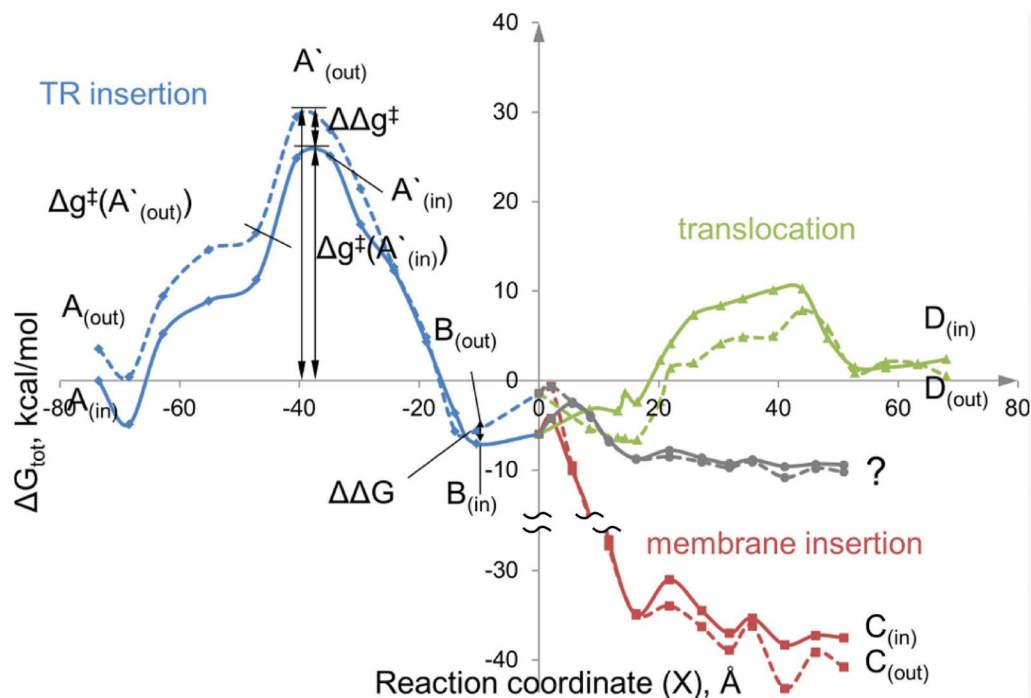 40
A`(out)
TR insertion
ΔΔg‡
30
A`(in)
Δg‡(A`(out))
20
translocation
Δg‡(A`(in))
A(out)
10
B(out)
D(in)
0
-80 -60 -40 -20 0 20 40 60 80
A(in)
D(out)
ΔGtot, kcal/mol
-10
ΔΔG
B(in)
?
membrane insertion
-30
C(in)
C(out)
-40
Reaction coordinate (X), Å